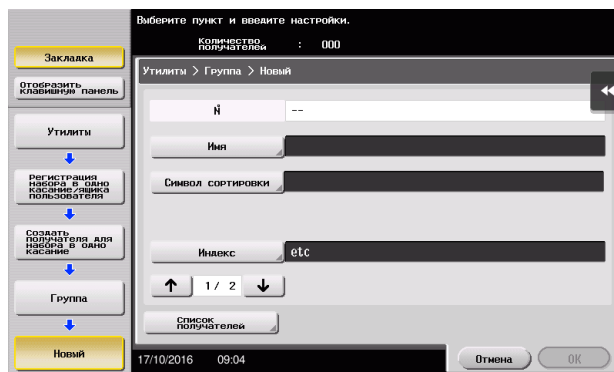 Выберите пункт и введите настройки.
Количество
получателей : 000
Закладка
Отобразить
клавишную панель
Утилиты
Регистрация
набора в одно
касание/ящика
пользователя
Создать
получателя для
набора в одно
касание
Группа
Новый
Утилиты > Группа > Новый
№ --
Имя
Символ сортировки
Индекс etc
↑ 1/ 2 ↓
Список
получателей
17/10/2016 09:04
Отмена OK